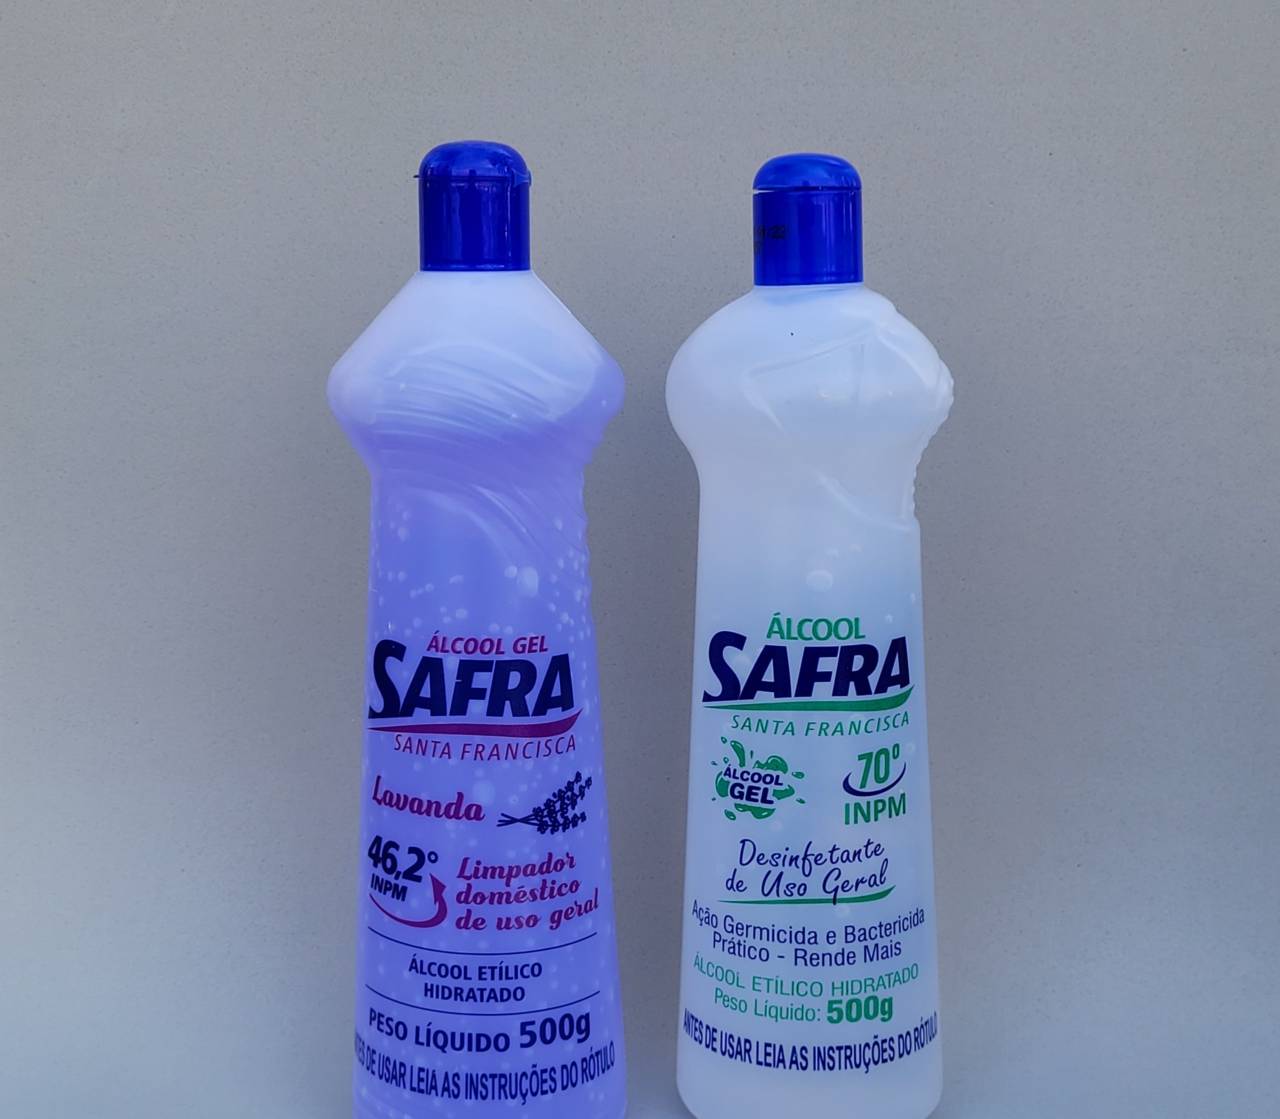 ÁLCOOL GEL
SAFRA
SANTA FRANCISCA
Lavanda
46,2°
INPM
Limpador
doméstico
de uso geral
ÁLCOOL ETÍLICO
HIDRATADO
PESO LÍQUIDO 500g
DE USAR LEIA AS INSTRUÇÕES DO RÓTULO
ÁLCOOL
SAFRA
SANTA FRANCISCA
ÁLCOOL
GEL
70º
INPM
Desinfetante
de Uso Geral
Ação Germicida e Bactericida
Prático - Rende Mais
ÁLCOOL ETÍLICO HIDRATADO
Peso Líquido: 500g
ANTES DE USAR LEIA AS INSTRUÇÕES DO RÓTULO